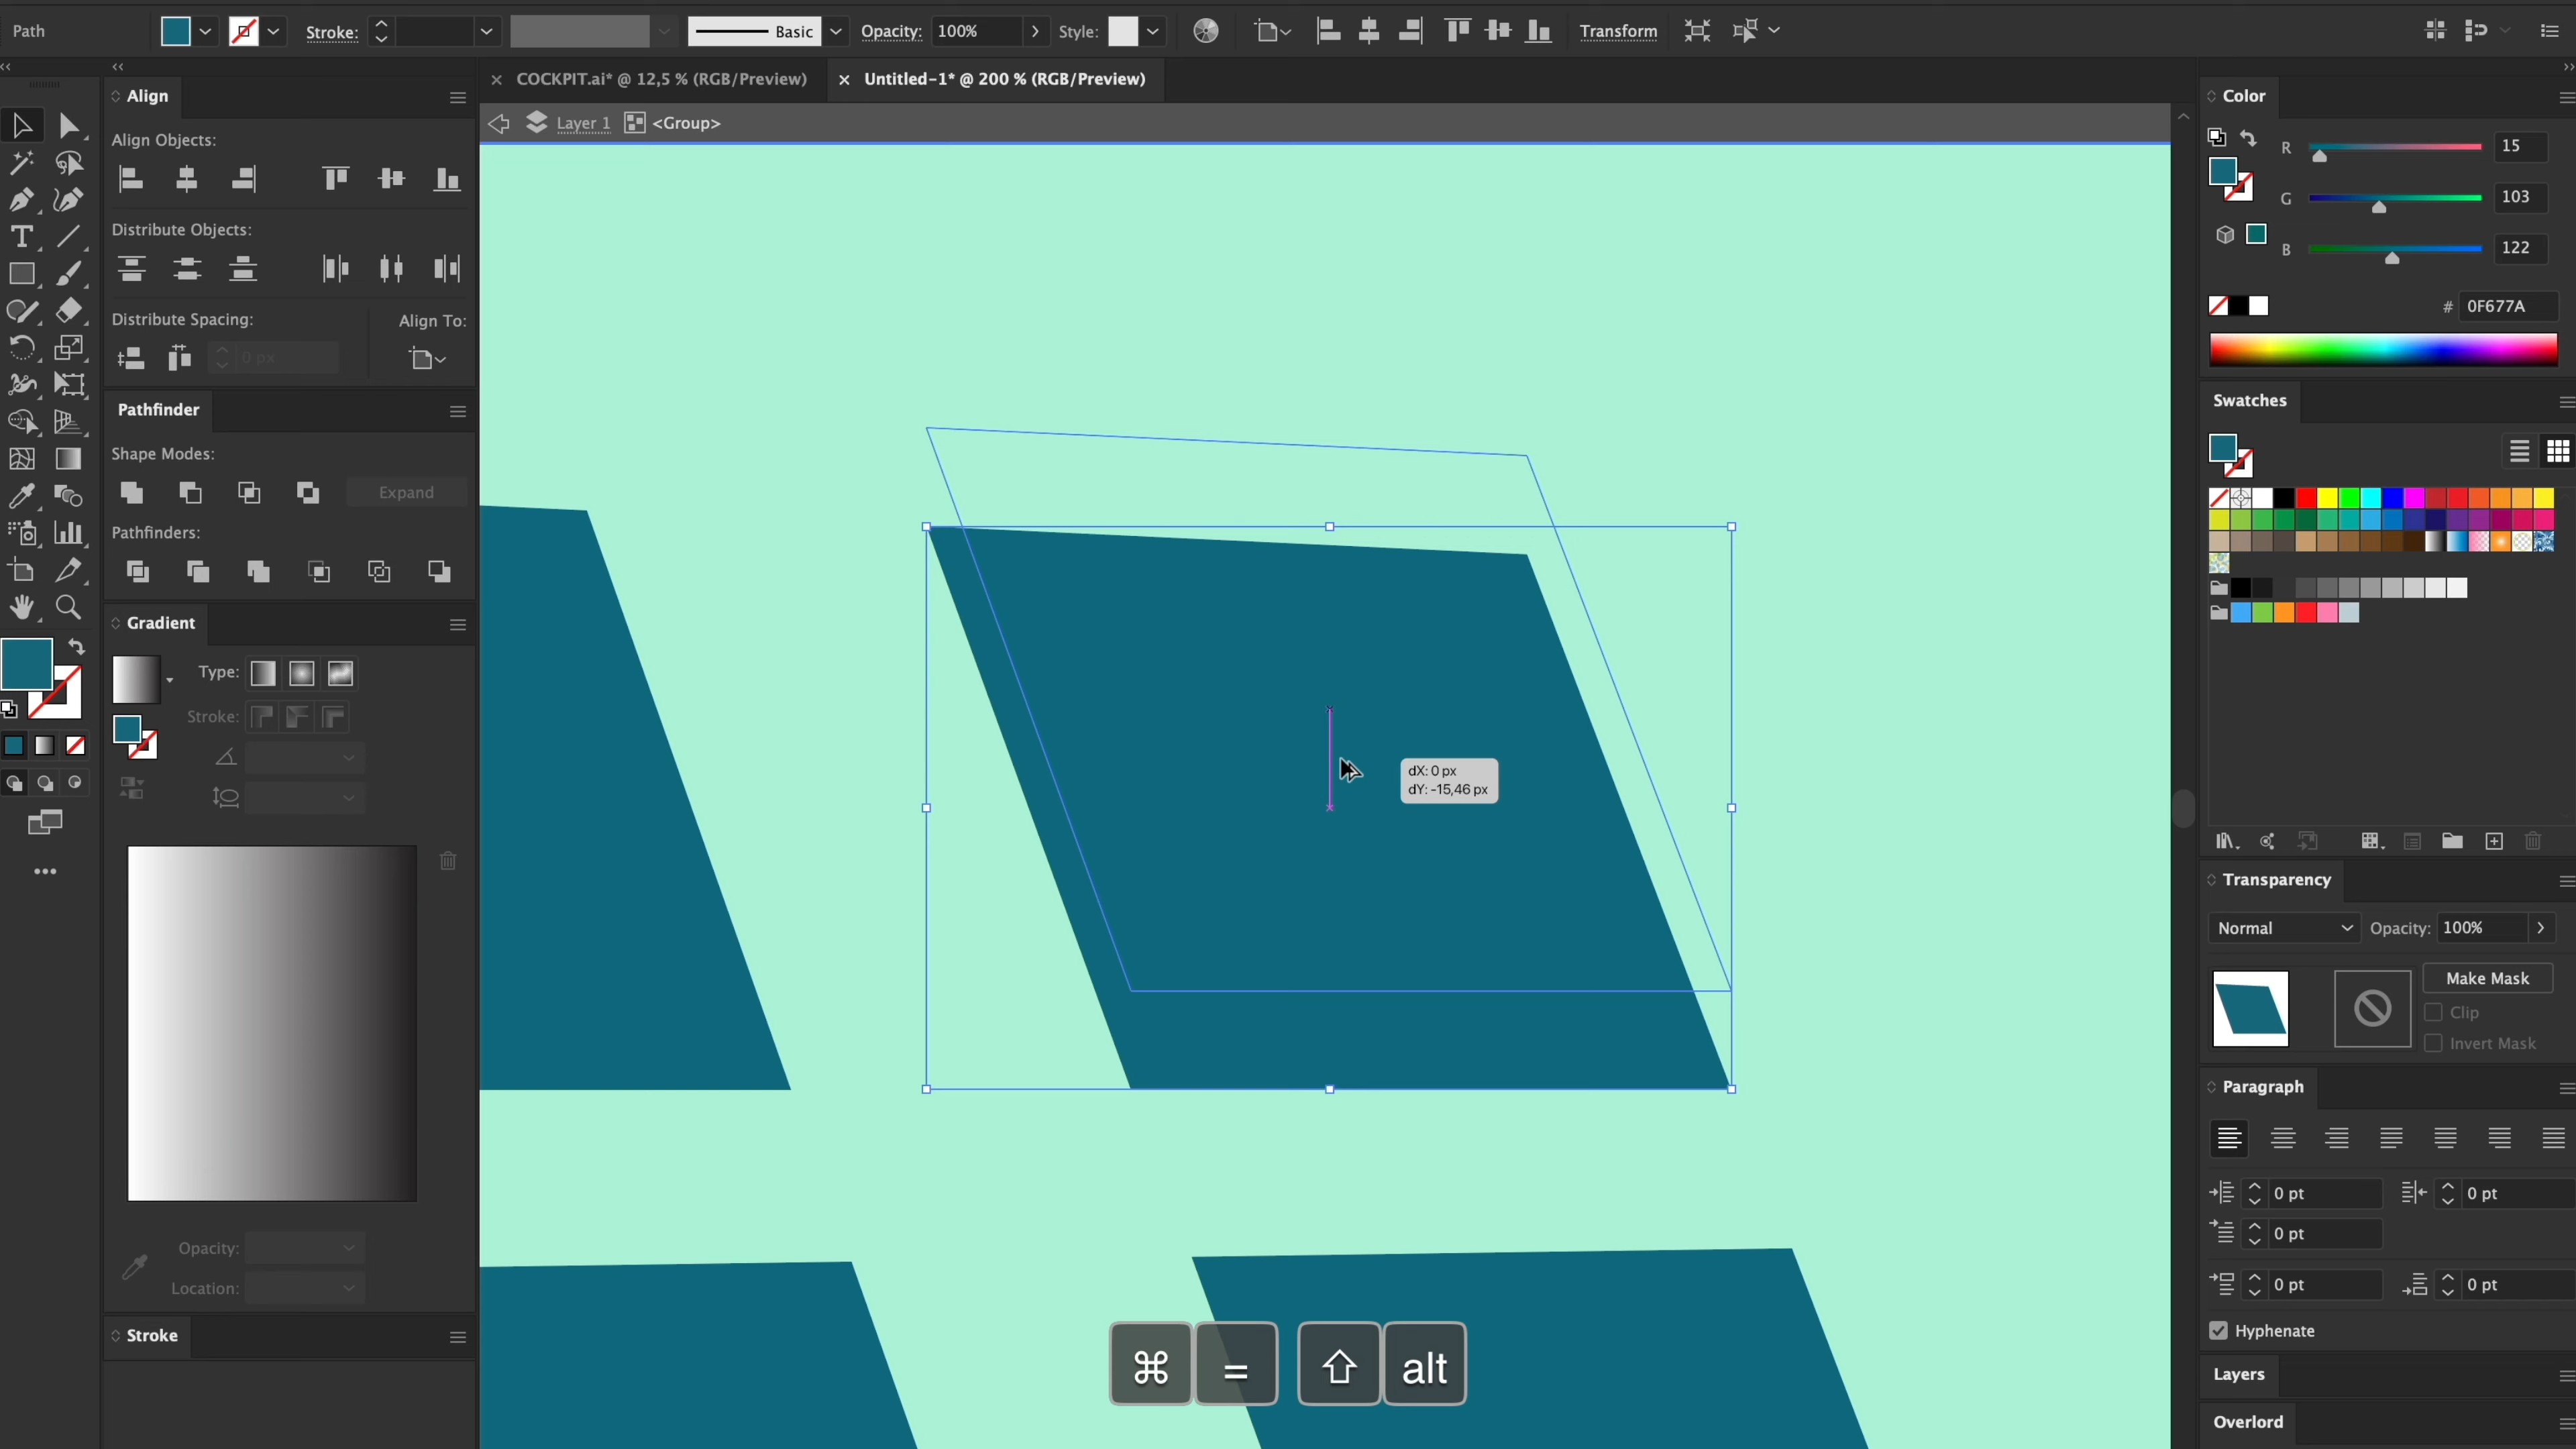 Path
Stroke:
Basic
Opacity:
100%
Style:
Transform
COCKPIT.ai* @ 12,5 % (RGB/Preview)
Untitled-1* @ 200 % (RGB/Preview)
Layer 1
<Group>
Align
Align Objects:
Distribute Objects:
Distribute Spacing:
Align To:
0 px
Pathfinder
Shape Modes:
Expand
Pathfinders:
Gradient
Type:
Stroke:
Opacity:
Location:
Stroke
dX: 0 px
dY: -15,46 px
⌘
=
⇧
alt
Color
R
15
G
103
B
122
#
0F677A
Swatches
Transparency
Normal
Opacity:
100%
Make Mask
Clip
Invert Mask
Paragraph
0 pt
0 pt
0 pt
0 pt
0 pt
Hyphenate
Layers
Overlord